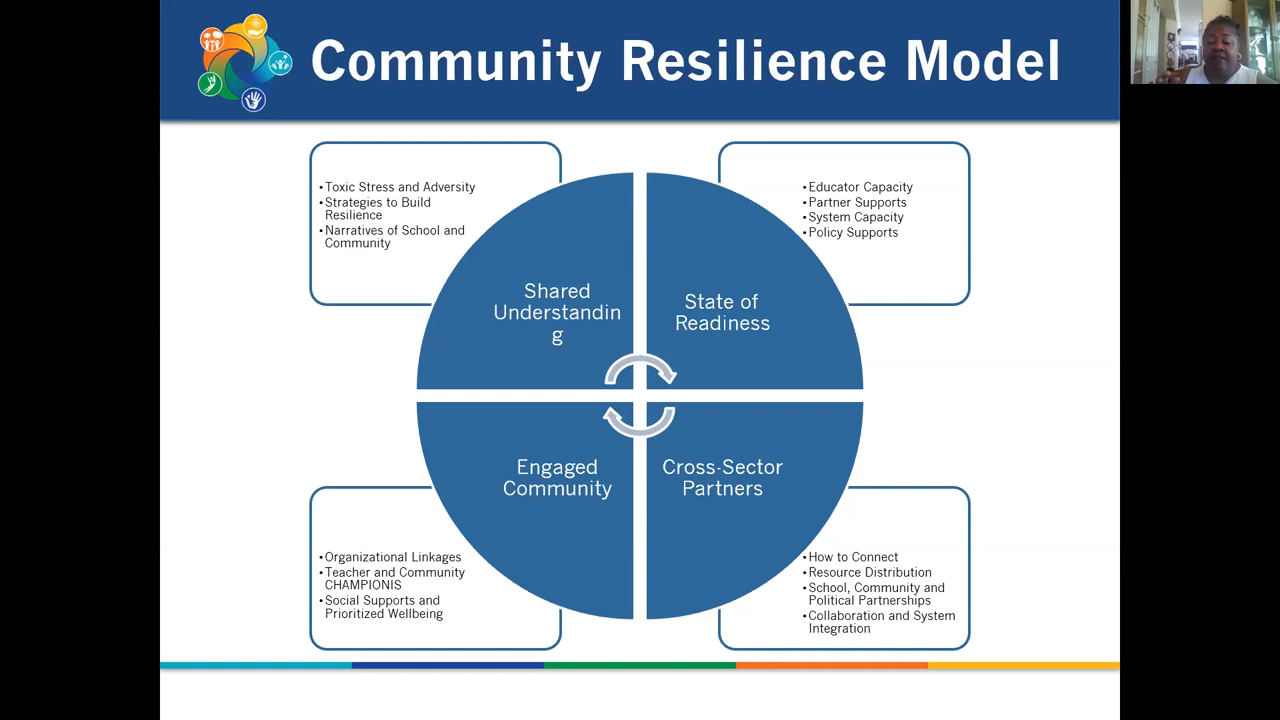 Community Resilience Model
•Toxic Stress and Adversity
•Strategies to Build
Resilience
•Narratives of School and
Community
•Educator Capacity
•Partner Supports
•System Capacity
•Policy Supports
Shared
Understandin
g
State of
Readiness
Engaged
Community
Cross-Sector
Partners
•Organizational Linkages
•Teacher and Community
CHAMPIONIS
•Social Supports and
Prioritized Wellbeing
•How to Connect
•Resource Distribution
•School, Community and
Political Partnerships
•Collaboration and System
Integration